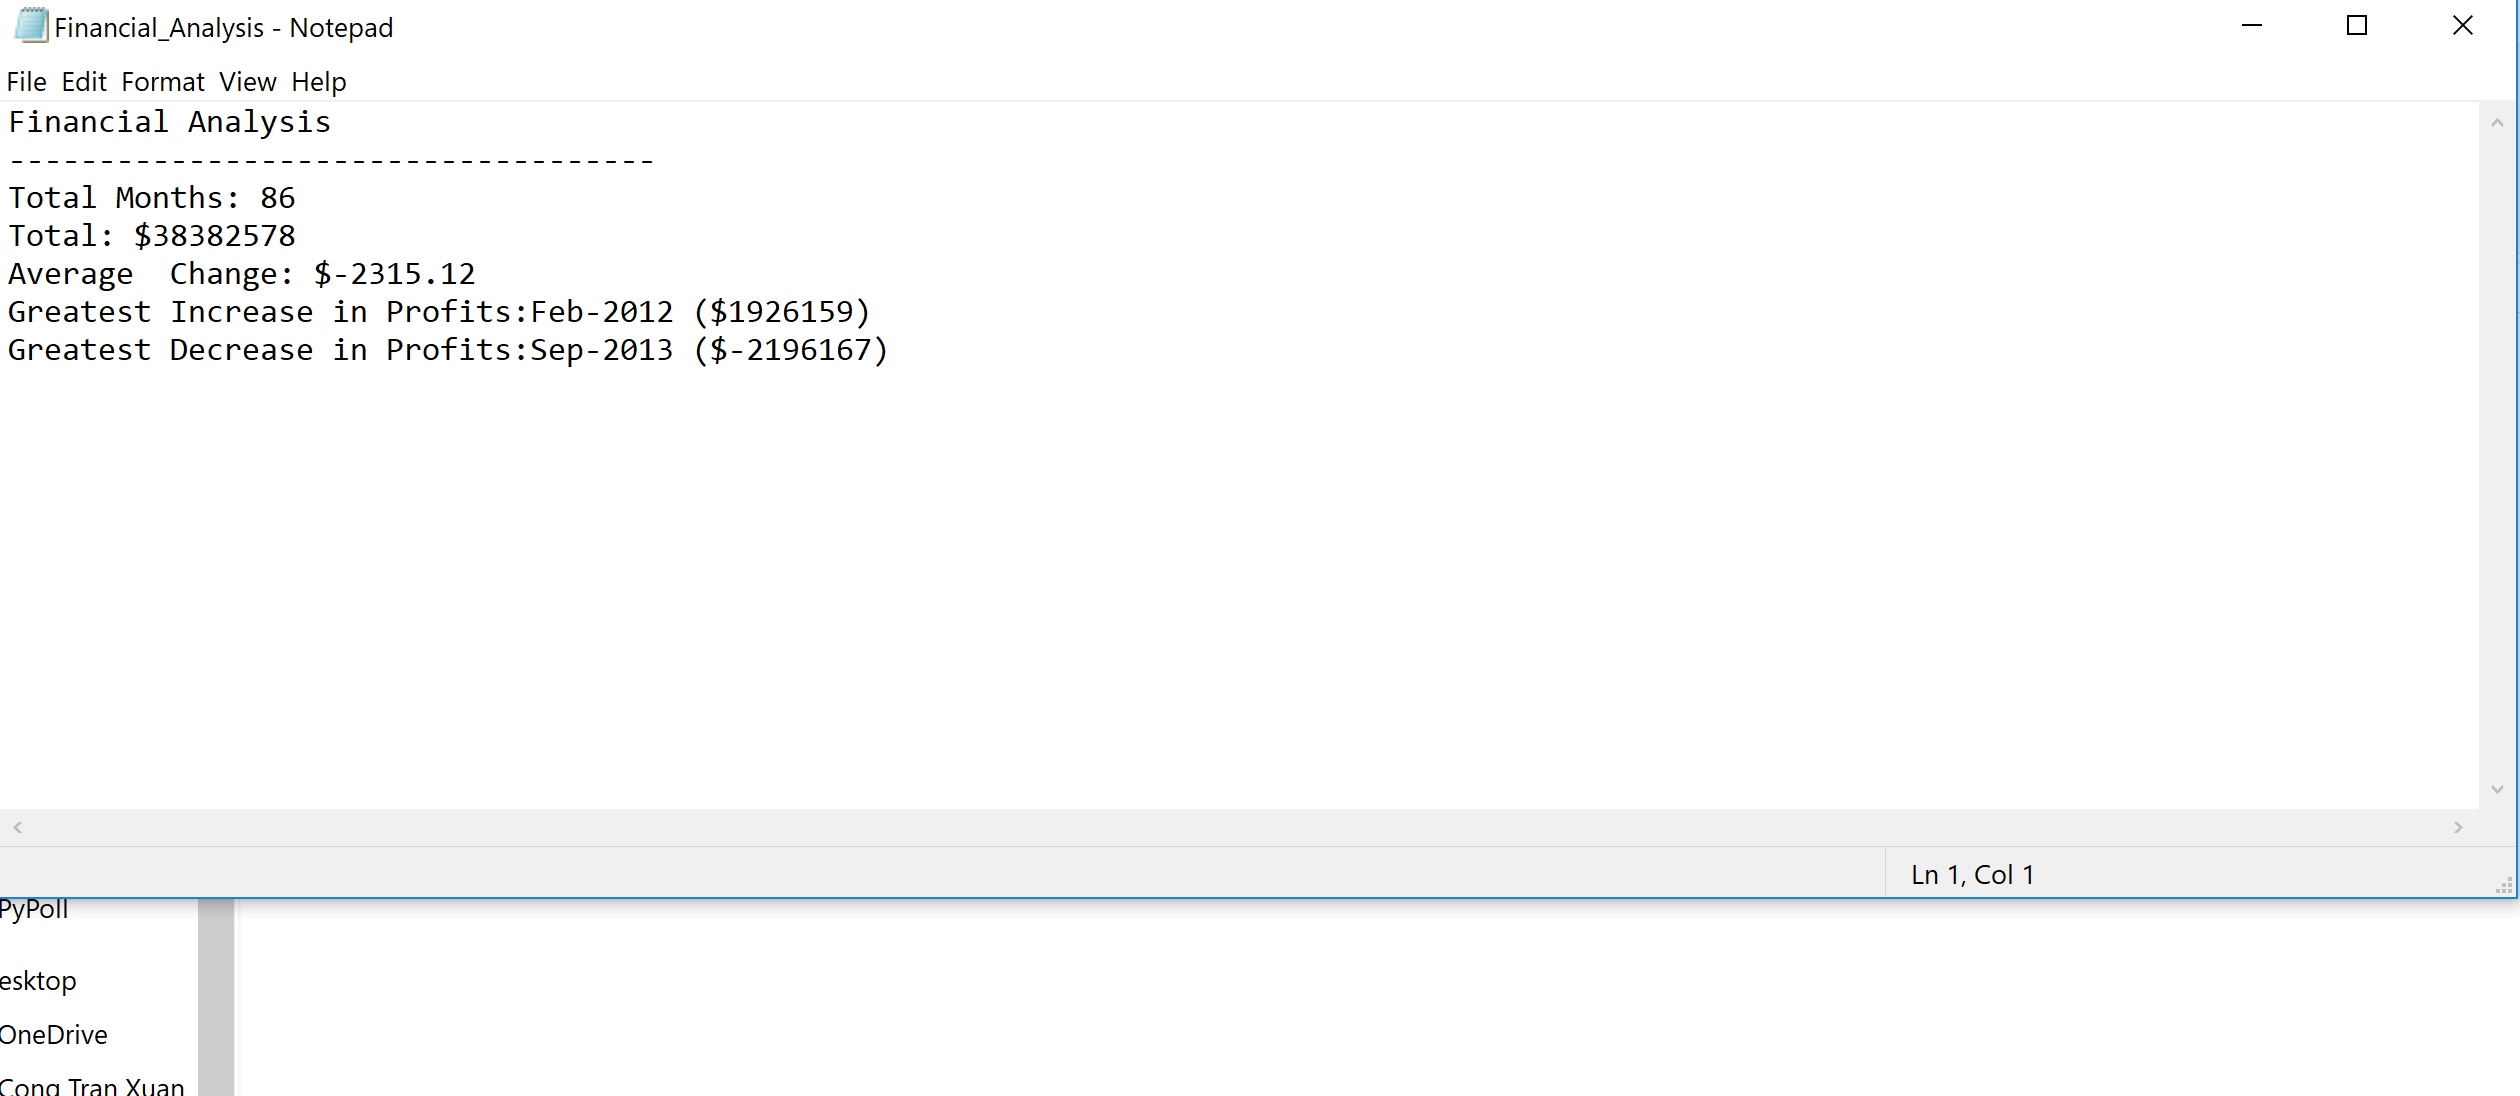 Financial_Analysis - Notepad
File Edit Format View Help
Financial Analysis
------------------------------------
Total Months: 86
Total: $38382578
Average  Change: $-2315.12
Greatest Increase in Profits:Feb-2012 ($1926159)
Greatest Decrease in Profits:Sep-2013 ($-2196167)
Ln 1, Col 1
PyPoll
esktop
OneDrive
Cong Tran Xuan